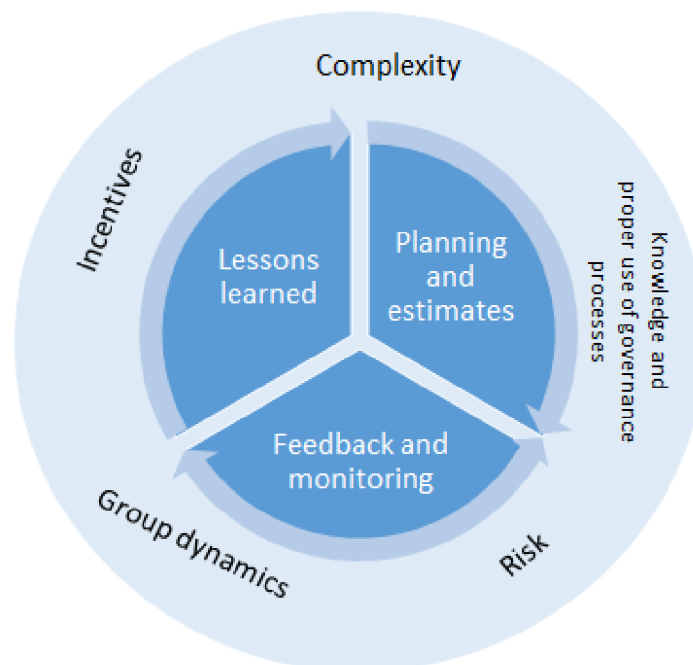 Complexity
Incentives
Lessons
learned
Planning
and
estimates
Knowledge and
proper use of governance
processes
Feedback and
monitoring
Group dynamics
Risk